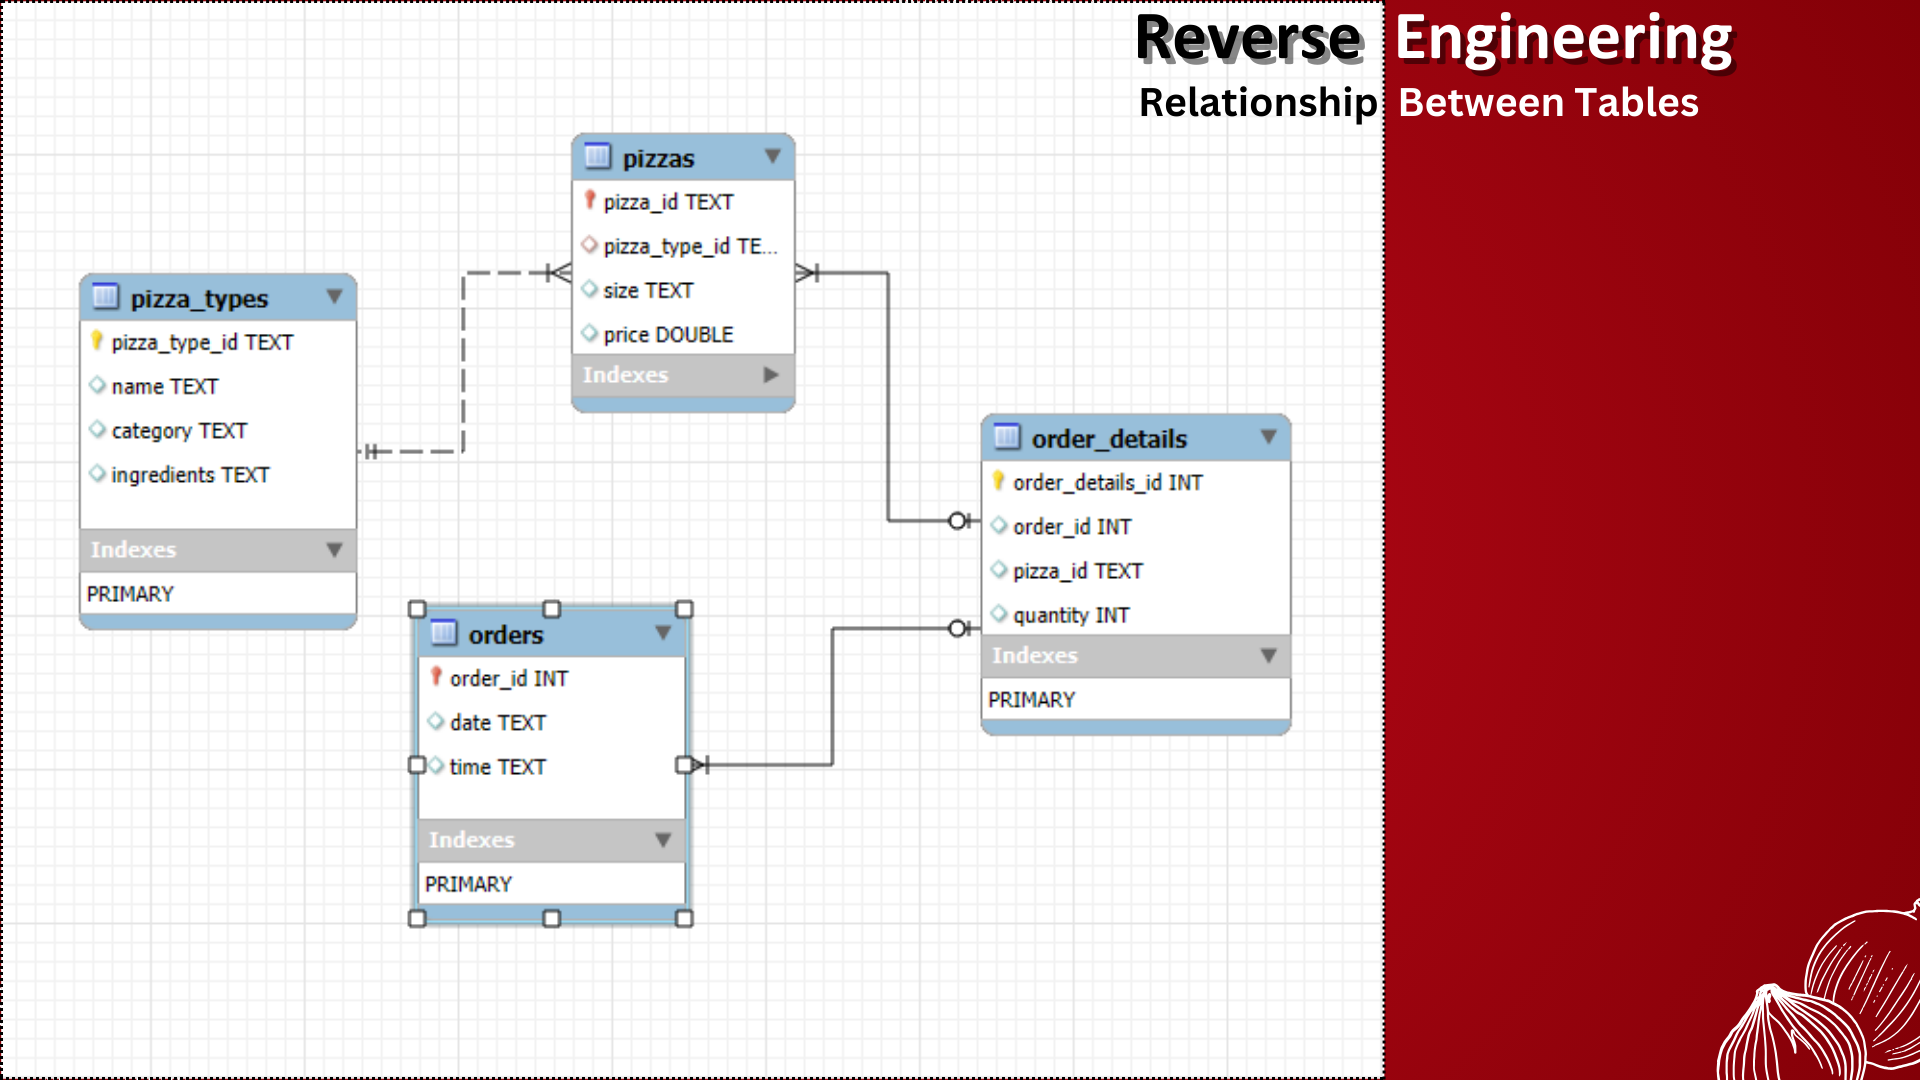 Reverse Engineering
Relationship Between Tables
pizzas
pizza_id TEXT
pizza_type_id TE...
size TEXT
price DOUBLE
Indexes
pizza_types
pizza_type_id TEXT
name TEXT
category TEXT
ingredients TEXT
Indexes
PRIMARY
order_details
order_details_id INT
order_id INT
pizza_id TEXT
quantity INT
Indexes
PRIMARY
orders
order_id INT
date TEXT
time TEXT
Indexes
PRIMARY